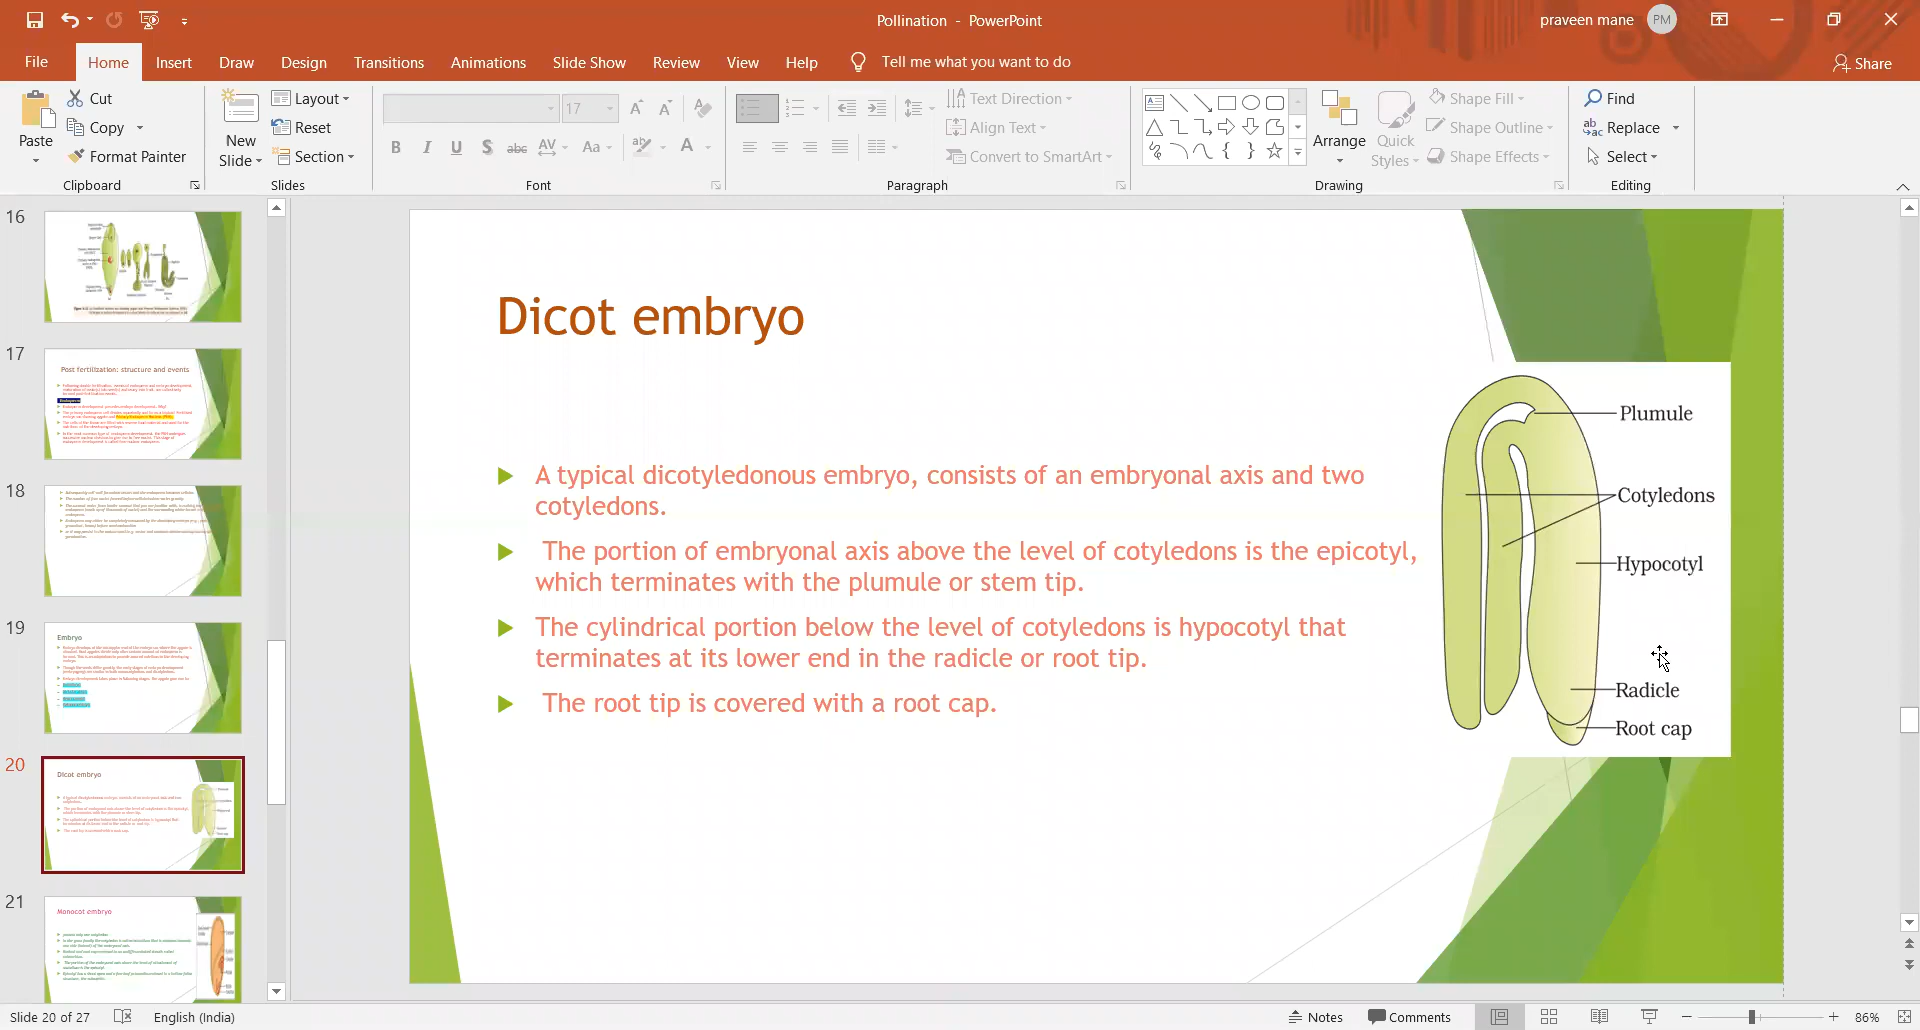 Pollination - PowerPoint
praveen mane
PM
File
Home
Insert
Draw
Design
Transitions
Animations
Slide Show
Review
View
Help
Tell me what you want to do
Share
Paste
Cut
Copy
Format Painter
Clipboard
New
Slide
Layout
Reset
Section
Slides
17
Font
Text Direction
Align Text
Convert to SmartArt
Paragraph
Arrange
Quick
Styles
Shape Fill
Shape Outline
Shape Effects
Drawing
Find
Replace
Select
Editing
16
17
Post fertilization: structure and events
18
19
Embryo
20
Dicot embryo
21
Monocot embryo
Dicot embryo
A typical dicotyledonous embryo, consists of an embryonal axis and two
cotyledons.
The portion of embryonal axis above the level of cotyledons is the epicotyl,
which terminates with the plumule or stem tip.
The cylindrical portion below the level of cotyledons is hypocotyl that
terminates at its lower end in the radicle or root tip.
The root tip is covered with a root cap.
Plumule
Cotyledons
Hypocotyl
Radicle
Root cap
Slide 20 of 27
English (India)
Notes
Comments
86%